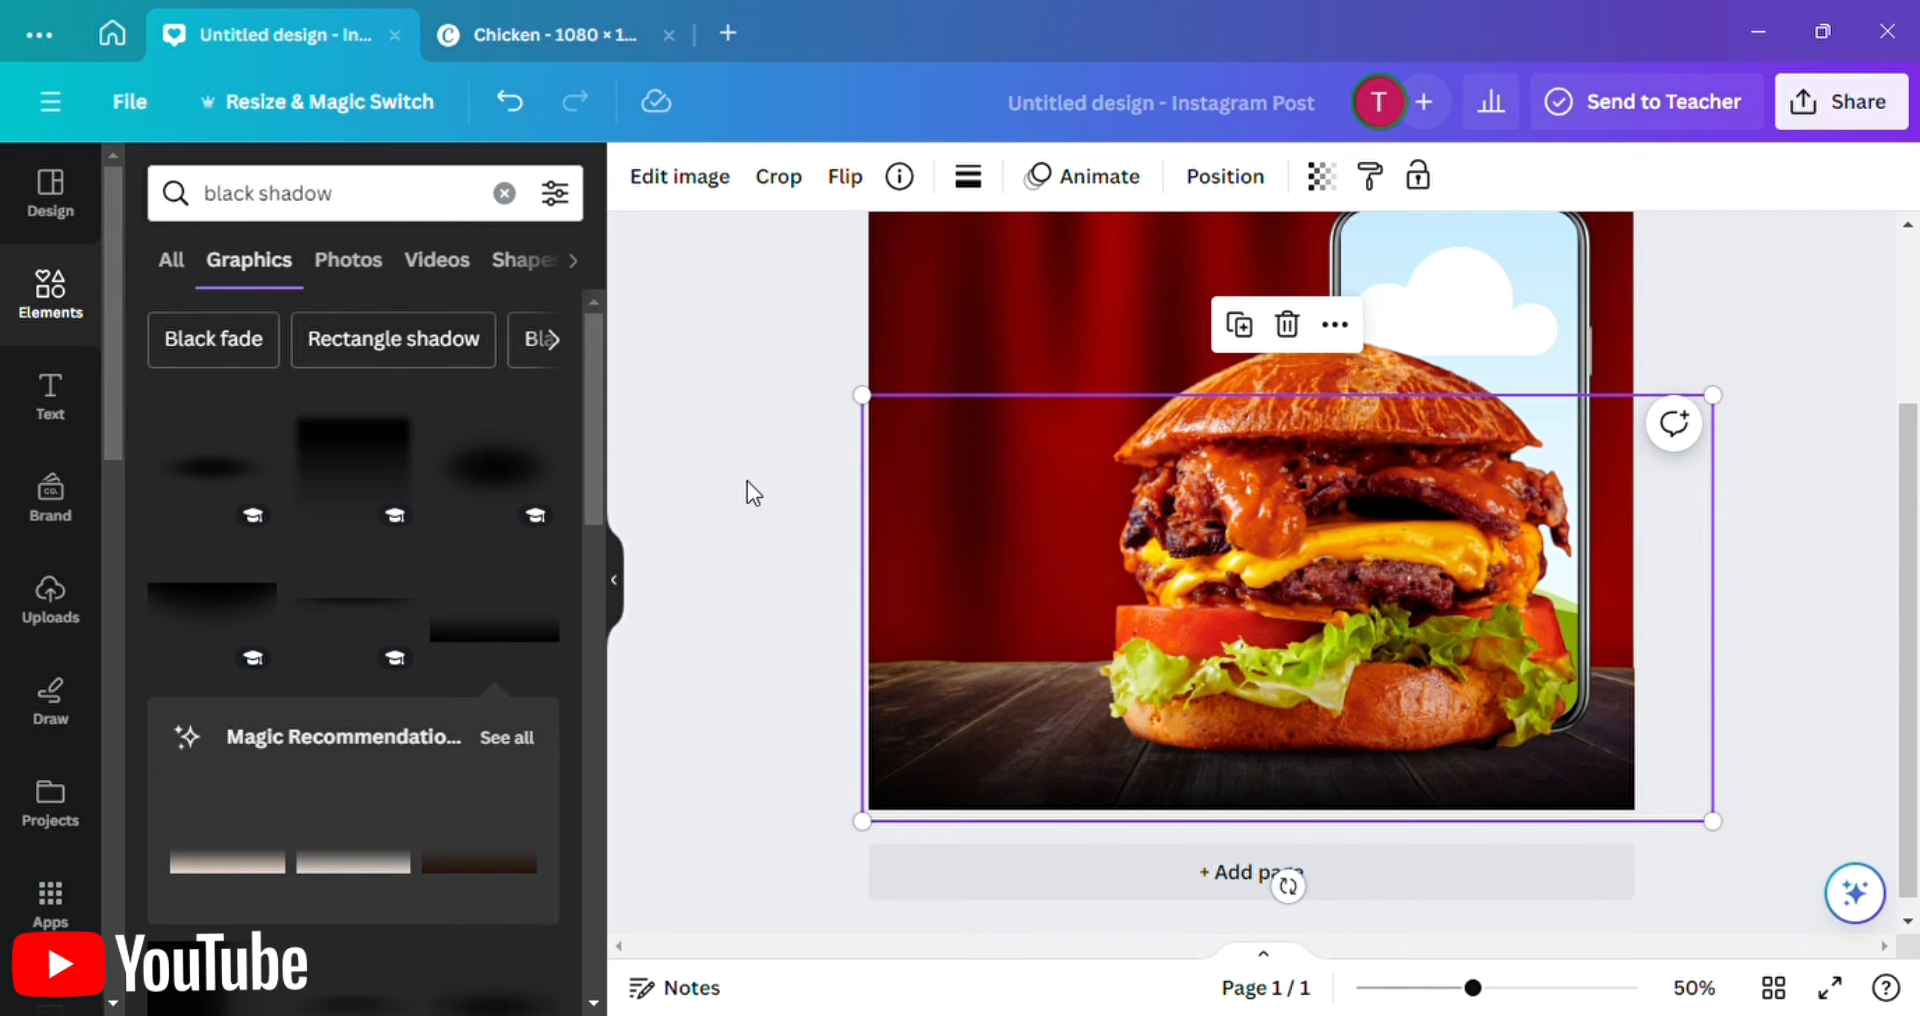 Untitled design - In...
Chicken - 1080 × 1...
File
Resize & Magic Switch
Untitled design - Instagram Post
T
Send to Teacher
Share
Design
Elements
Text
Brand
Uploads
Draw
Projects
Apps
black shadow
All
Graphics
Photos
Videos
Shapes
Black fade
Rectangle shadow
Bla
Magic Recommendatio...
See all
Edit image
Crop
Flip
Animate
Position
+ Add page
Notes
Page 1 / 1
50%
CO.
YouTube